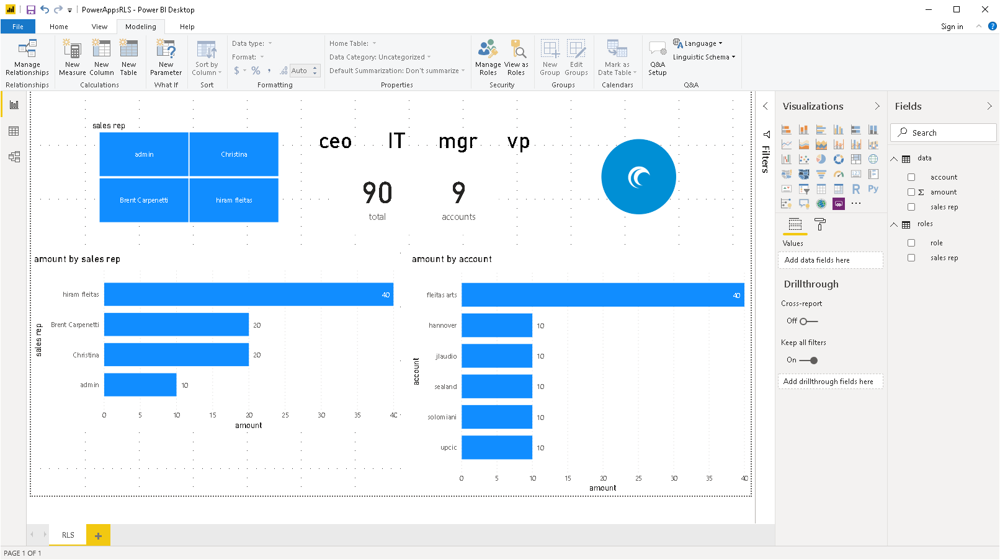 PowerAppsRLS - Power BI Desktop
File Home View Modeling Help Sign in ?
Manage Relationships
New Measure
New Column
New Table
New Parameter
Sort by Column
Data type:
Format:
$ % , .00 Auto
Home Table:
Data Category: Uncategorized
Default Summarization: Don't summarize
Manage Roles
View as Roles
New Group
Edit Groups
Mark as Date Table
Q&A Setup
Language
Linguistic Schema
Relationships Calculations What If Sort Formatting Properties Security Groups Calendars Q&A
sales rep
admin Christina
Brent Carpenetti hiram fleitas
ceo IT mgr vp
90 9
total accounts
amount by sales rep
sales rep
hiram fleitas 40
Brent Carpenetti 20
Christina 20
admin 10
0 5 10 15 20 25 30 35 40
amount
amount by account
account
fleitas arts 40
hannover 10
jlaudio 10
sealand 10
solomiani 10
upcic 10
0 5 10 15 20 25 30 35 40
amount
Filters
Visualizations
R Py
Values
Add data fields here
Drillthrough
Cross-report
Off
Keep all filters
On
Add drillthrough fields here
Fields
Search
data
account
Σ amount
sales rep
roles
role
sales rep
RLS +
PAGE 1 OF 1